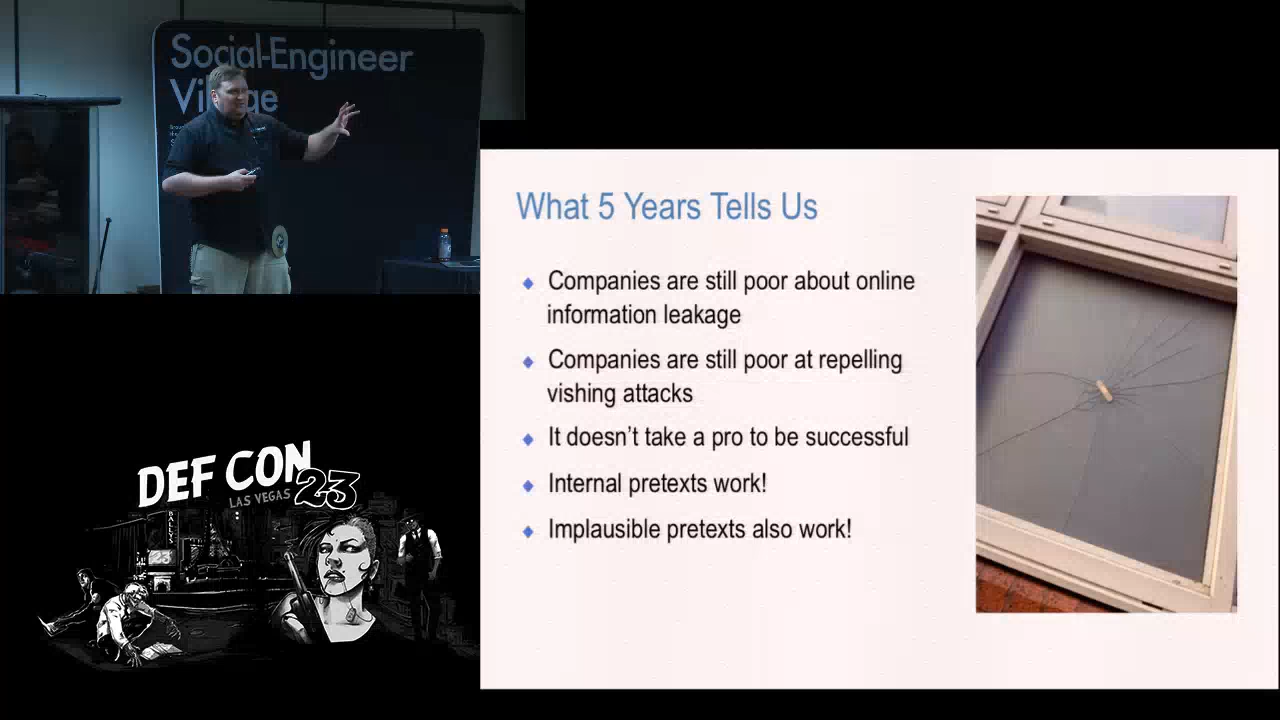 Social-Engineer
Village
What 5 Years Tells Us
Companies are still poor about online
information leakage
Companies are still poor at repelling
vishing attacks
It doesn't take a pro to be successful
Internal pretexts work!
Implausible pretexts also work!
DEF CON
LAS VEGAS 23
BALLY'S